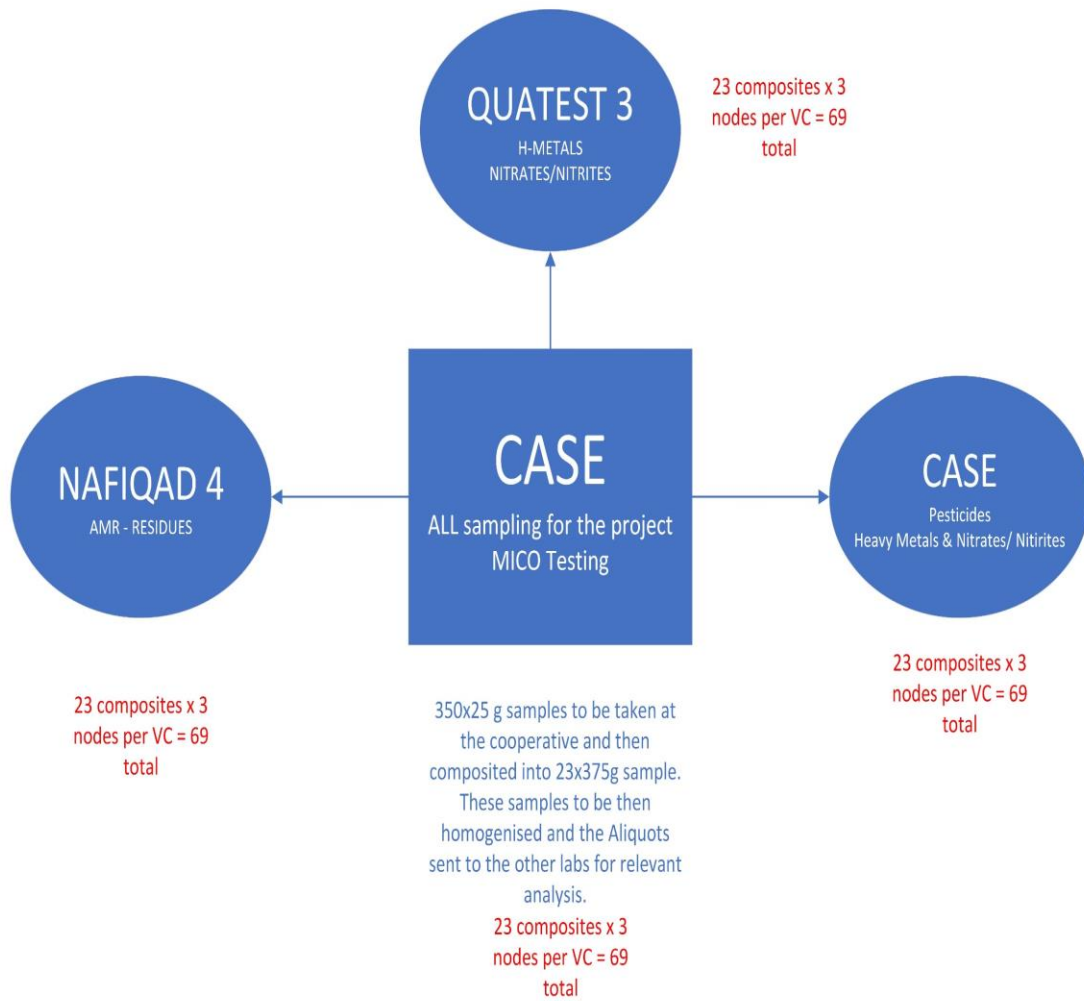 QUATEST 3
H-METALS
NITRATES/NITRITES
23 composites x 3
nodes per VC = 69
total
NAFIQAD 4
AMR - RESIDUES
CASE
ALL sampling for the project
MICO Testing
CASE
Pesticides
Heavy Metals & Nitrates/ Nitirites
23 composites x 3
nodes per VC = 69
total
350x25 g samples to be taken at
the cooperative and then
composited into 23x375g sample.
These samples to be then
homogenised and the Aliquots
sent to the other labs for relevant
analysis.
23 composites x 3
nodes per VC = 69
total
23 composites x 3
nodes per VC = 69
total